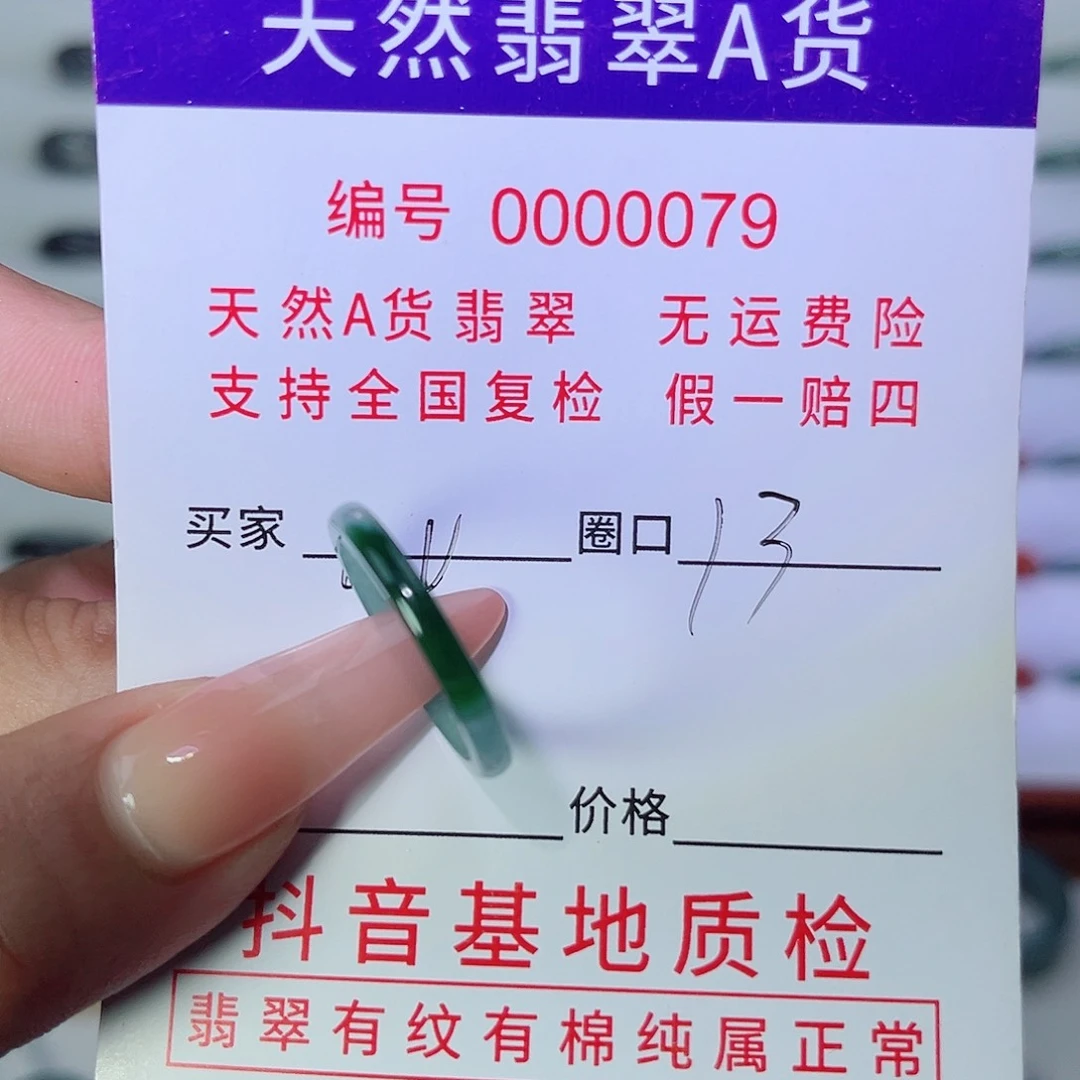 天然翡翠A货
编号 0000079
天然A货翡翠 无运费险
支持全国复检 假一赔四
买家 圈口 13
价格
抖音基地质检
翡翠有纹有棉纯属正常